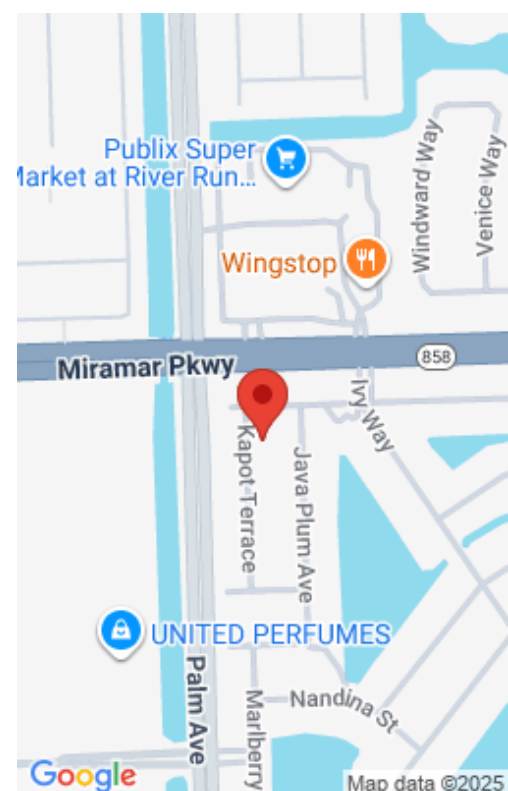 Windward Way
Venice Way
Publix Super
Market at River Run...
Wingstop
858
Miramar Pkwy
Ivy Way
Kapot Terrace
Java Plum Ave
UNITED PERFUMES
Palm Ave
Marlberry
Nandina St
Google
Map data ©2025